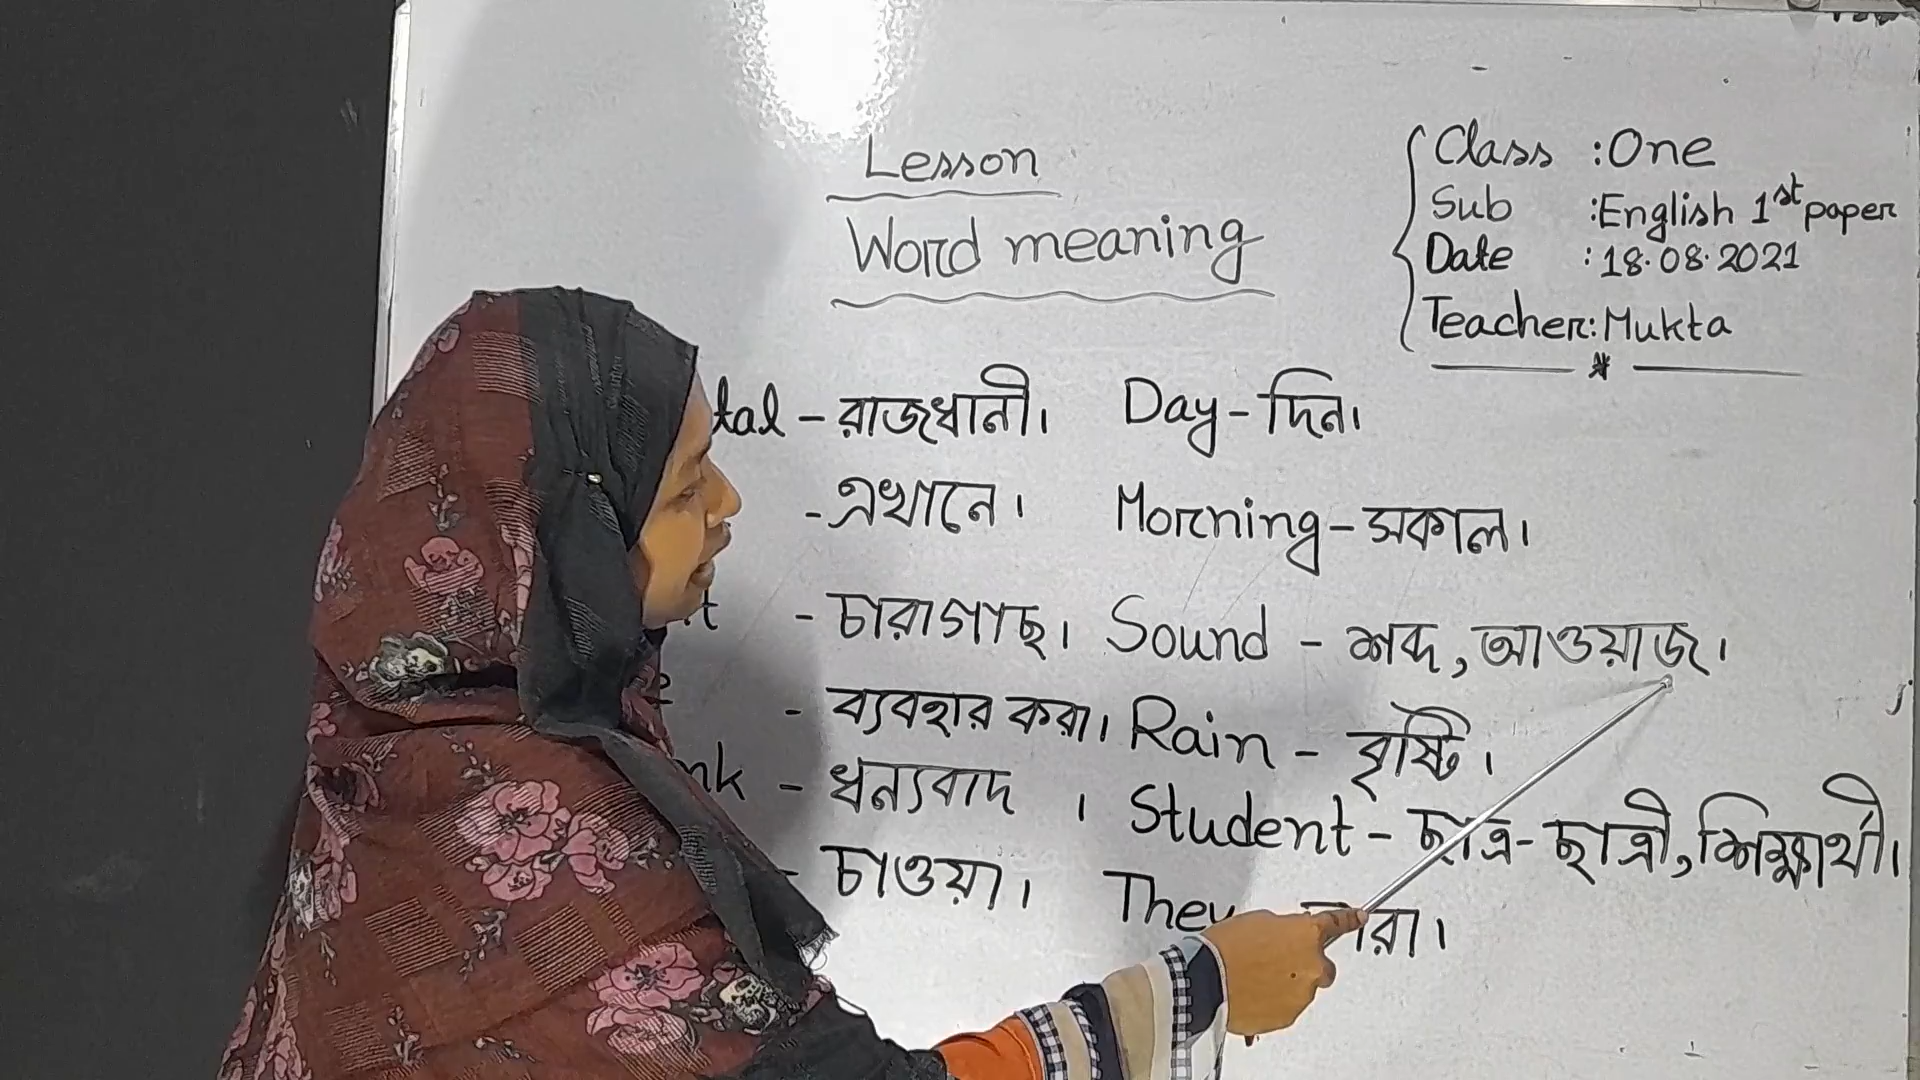 Lesson
Word meaning
Class : One
Sub : English 1st paper
Date : 18.08.2021
Teacher: Mukta
tal – রাজধানী। Day – দিন।
- এখানে। Morning – সকাল।
t - চারাগাছ। Sound – শব্দ, আওয়াজ।
e - ব্যবহার করা। Rain – বৃষ্টি।
nk - ধন্যবাদ । Student – ছাত্র-ছাত্রী, শিক্ষার্থী।
- চাওয়া। They রা।